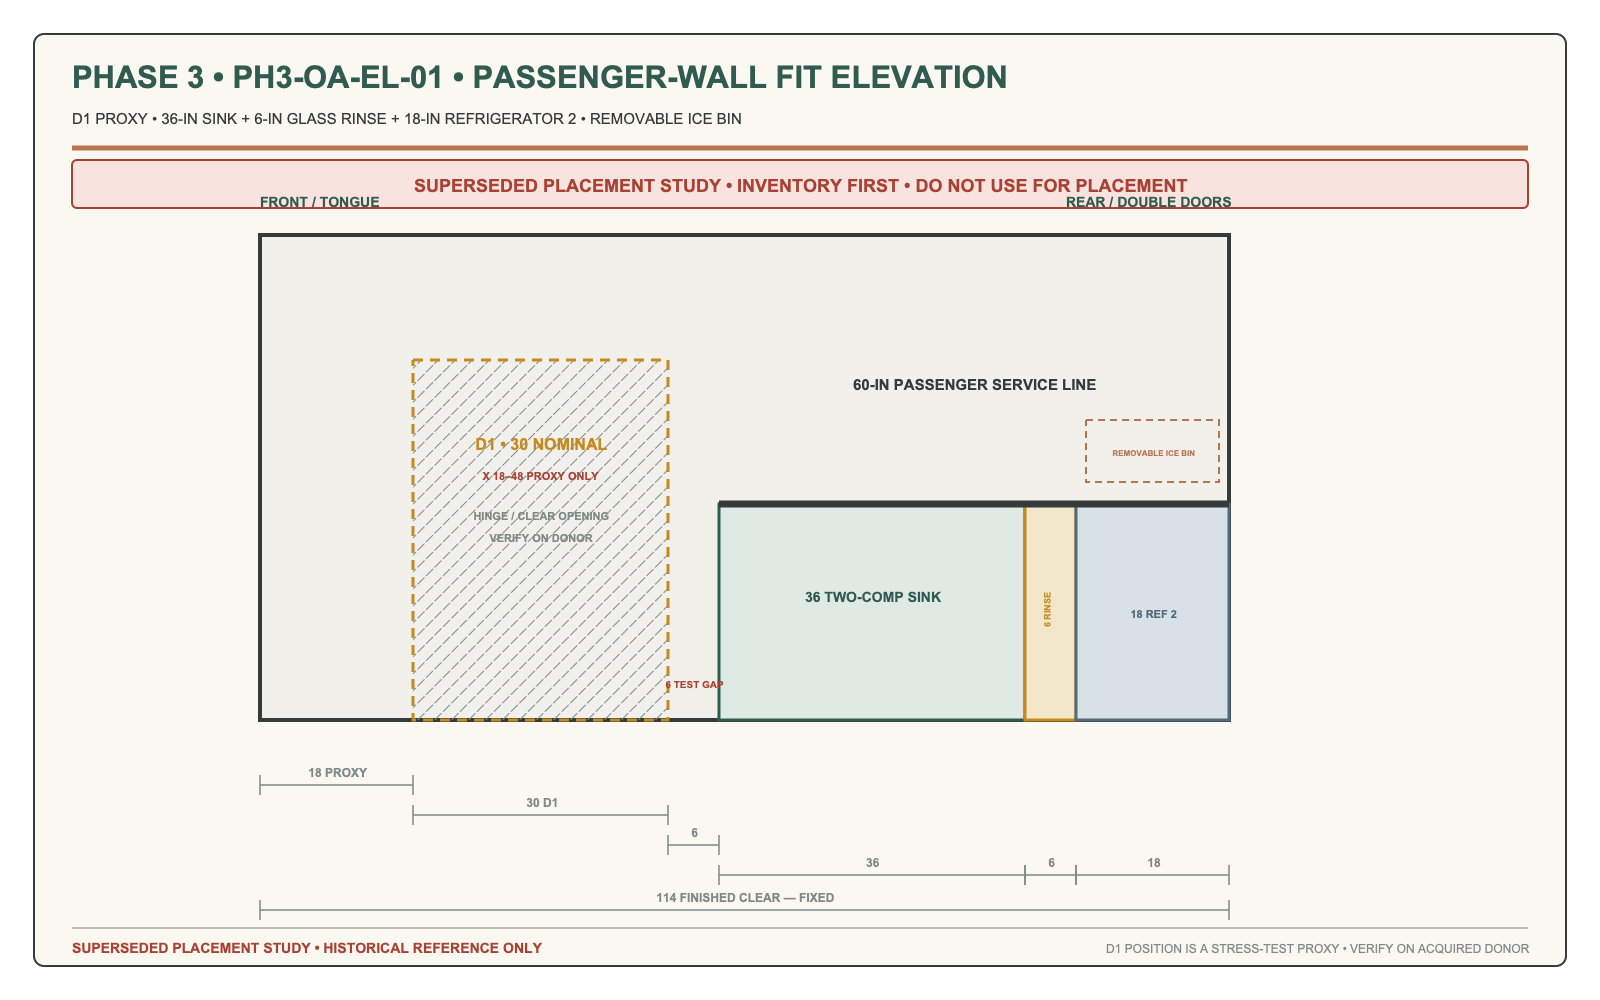 PHASE 3 • PH3-OA-EL-01 • PASSENGER-WALL FIT ELEVATION
D1 PROXY • 36-IN SINK + 6-IN GLASS RINSE + 18-IN REFRIGERATOR 2 • REMOVABLE ICE BIN
SUPERSEDED PLACEMENT STUDY • INVENTORY FIRST • DO NOT USE FOR PLACEMENT
FRONT / TONGUE
REAR / DOUBLE DOORS
60-IN PASSENGER SERVICE LINE
D1 • 30 NOMINAL
X 18–48 PROXY ONLY
HINGE / CLEAR OPENING
VERIFY ON DONOR
REMOVABLE ICE BIN
36 TWO-COMP SINK
6 RINSE
18 REF 2
6 TEST GAP
18 PROXY
30 D1
6
36
6
18
114 FINISHED CLEAR — FIXED
SUPERSEDED PLACEMENT STUDY • HISTORICAL REFERENCE ONLY
D1 POSITION IS A STRESS-TEST PROXY • VERIFY ON ACQUIRED DONOR